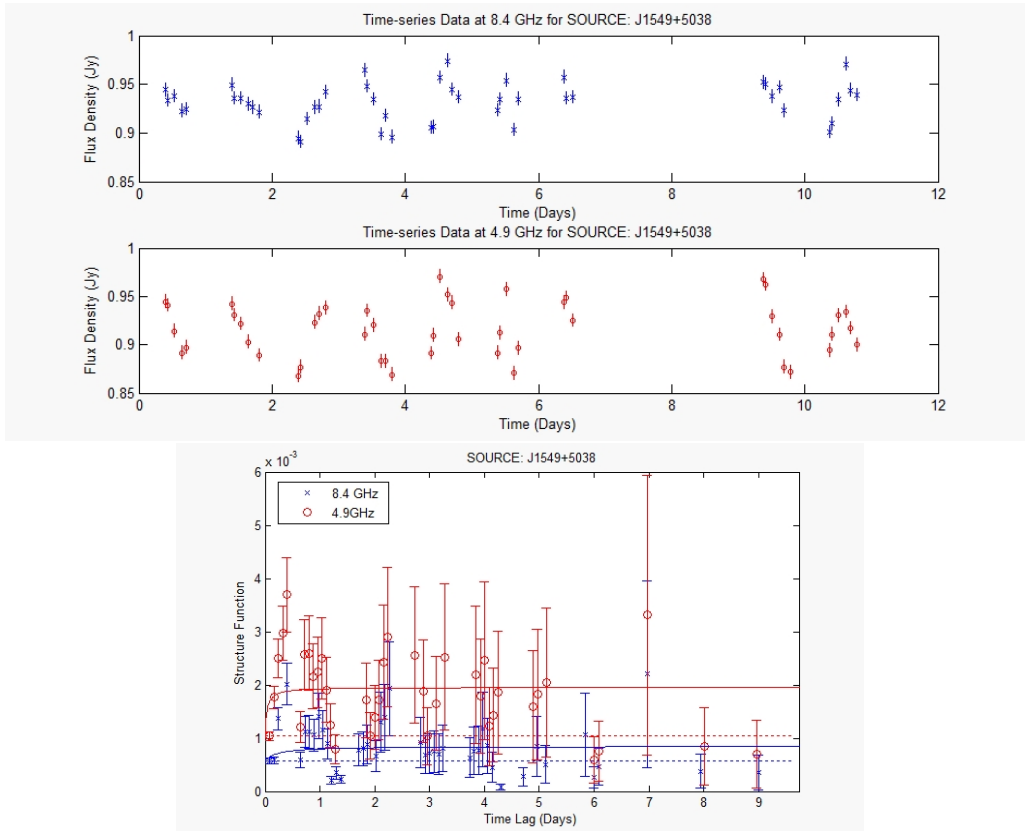 Time-series Data at 8.4 GHz for SOURCE: J1549+5038
1
0.95
0.9
0.85
Flux Density (Jy)
0 2 4 6 8 10 12
Time (Days)
Time-series Data at 4.9 GHz for SOURCE: J1549+5038
1
0.95
0.9
0.85
Flux Density (Jy)
0 2 4 6 8 10 12
Time (Days)
x 10⁻³
SOURCE: J1549+5038
6
5
4
3
2
1
0
Structure Function
8.4 GHz
4.9GHz
0 1 2 3 4 5 6 7 8 9
Time Lag (Days)